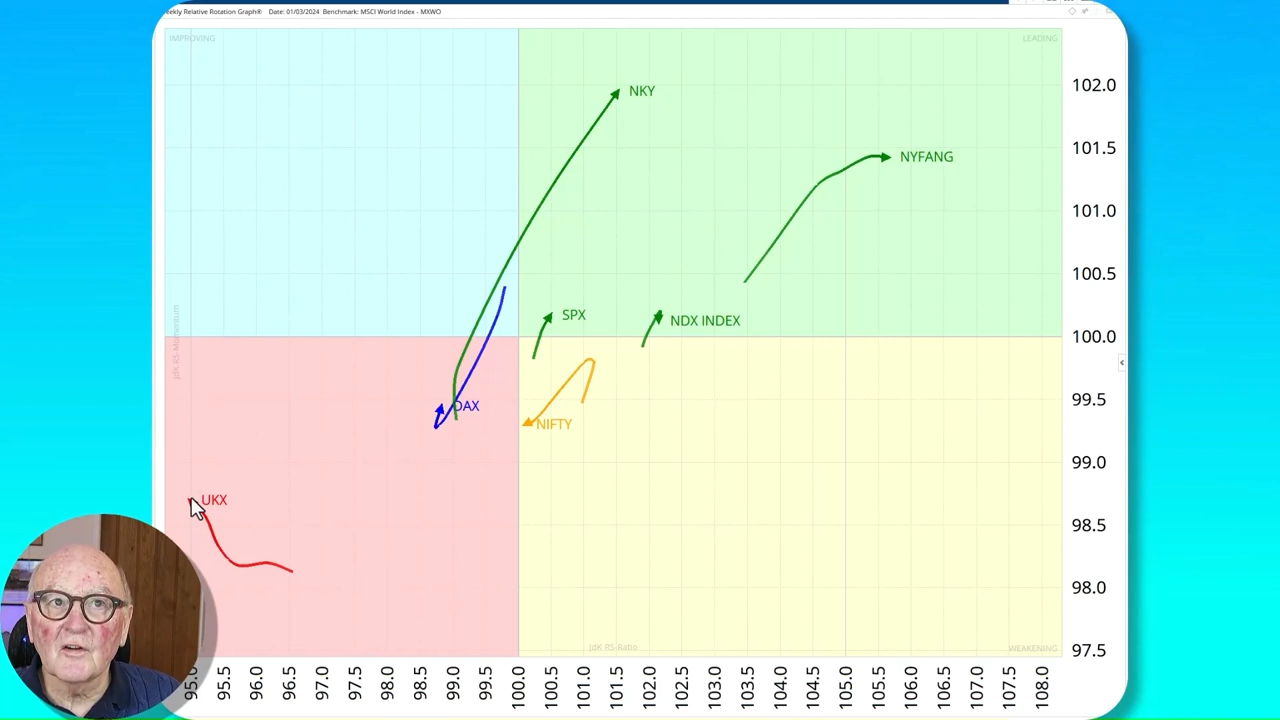 eekly Relative Rotation Graph® Date: 01/03/2024 Benchmark: MSCI World Index - MXWO
IMPROVING
LEADING
NKY
102.0
NYFANG
101.5
101.0
100.5
SPX
NDX INDEX
100.0
JdK RS-Momentum
DAX
99.5
NIFTY
99.0
UKX
98.5
98.0
JdK RS-Ratio
WEAKENING
97.5
95.0 95.5 96.0 96.5 97.0 97.5 98.0 98.5 99.0 99.5 100.0 100.5 101.0 101.5 102.0 102.5 103.0 103.5 104.0 104.5 105.0 105.5 106.0 106.5 107.0 107.5 108.0